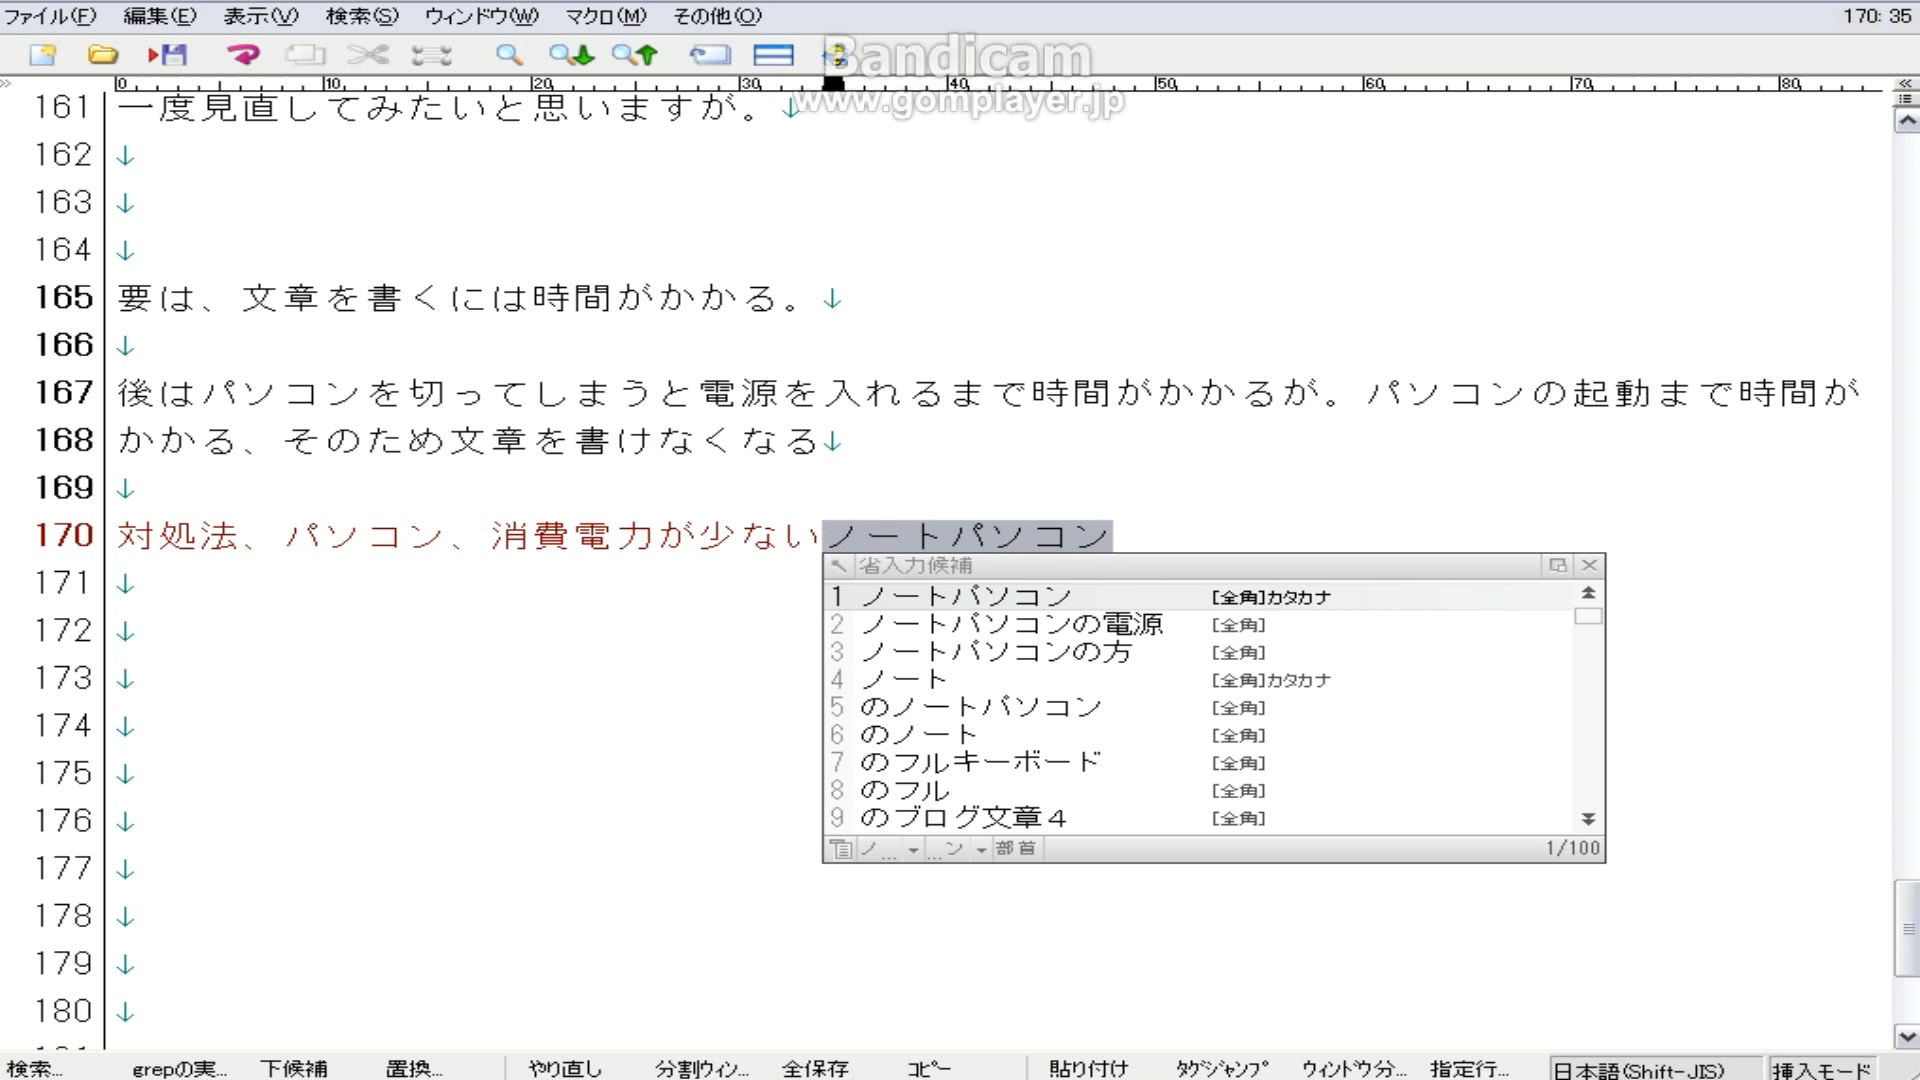 ファイル(F) 編集(E) 表示(V) 検索(S) ウィンドウ(W) マクロ(M) その他(O) 170: 35
Bandicam
www.gomplayer.jp
0 10 20 30 40 50 60 70 80
161 一度見直してみたいと思いますが。↓
162 ↓
163 ↓
164 ↓
165 要は、文章を書くには時間がかかる。↓
166 ↓
167 後はパソコンを切ってしまうと電源を入れるまで時間がかかるが。パソコンの起動まで時間が
168 かかる、そのため文章を書けなくなる↓
169 ↓
170 対処法、パソコン、消費電力が少ないノートパソコン
省入力候補
1 ノートパソコン [全角]カタカナ
2 ノートパソコンの電源 [全角]
3 ノートパソコンの方 [全角]
4 ノート [全角]カタカナ
5 のノートパソコン [全角]
6 のノート [全角]
7 のフルキーボード [全角]
8 のフル [全角]
9 のブログ文章４ [全角]
ノ... ...ン 部首 1/100
171 ↓
172 ↓
173 ↓
174 ↓
175 ↓
176 ↓
177 ↓
178 ↓
179 ↓
180 ↓
検索... grepの実... 下候補 置換... やり直し 分割ウィン... 全保存 コピー 貼り付け タグジャンプ ウィンドウ分... 指定行... 日本語(Shift-JIS) 挿入モード